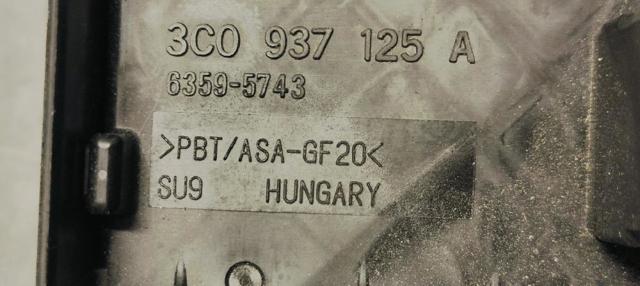 3C0 937 125 A
6359-5743
>PBT/ASA-GF20<
SU9 HUNGARY